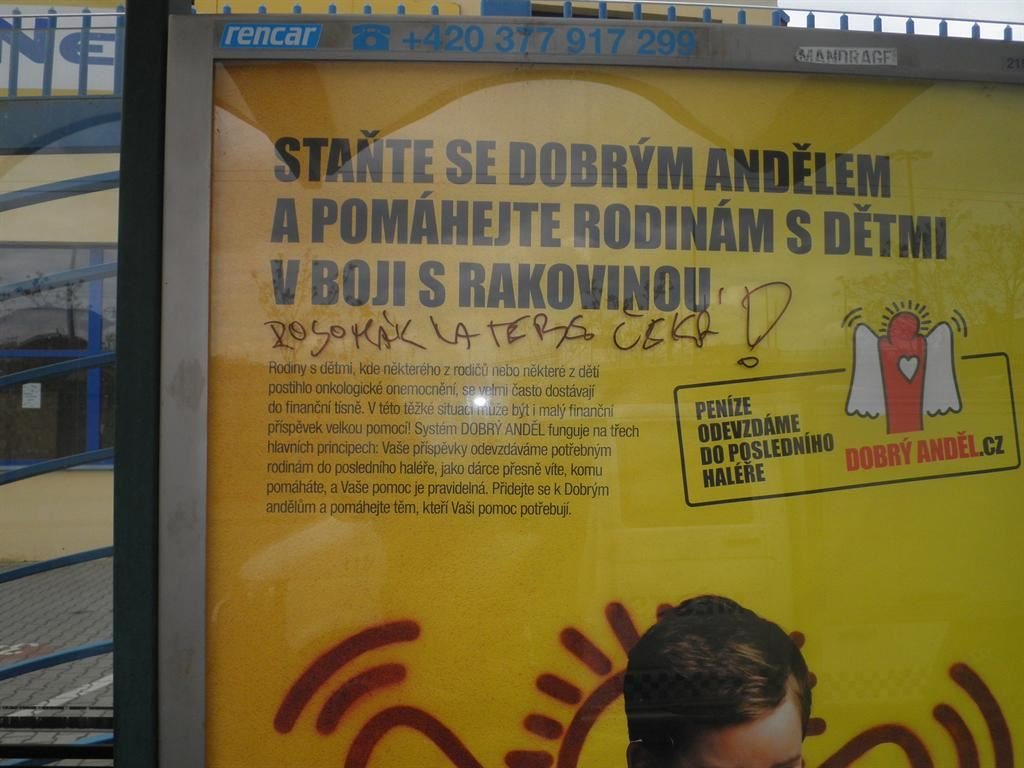 rencar +420 377 917 299
MANDRAGE
STAŇTE SE DOBRÝM ANDĚLEM
A POMÁHEJTE RODINÁM S DĚTMI
V BOJI S RAKOVINOU
ROSOMÁK LATERS ČEKÁ!
Rodiny s dětmi, kde některého z rodičů nebo některé z dětí
postihlo onkologické onemocnění, se velmi často dostávají
do finanční tísně. V této těžké situaci může být i malý finanční
příspěvek velkou pomocí! Systém DOBRÝ ANDĚL funguje na třech
hlavních principech: Vaše příspěvky odevzdáváme potřebným
rodinám do posledního haléře, jako dárce přesně víte, komu
pomáháte, a Vaše pomoc je pravidelná. Přidejte se k Dobrým
andělům a pomáhejte těm, kteří Vaši pomoc potřebují.
PENÍZE
ODEVZDÁME
DO POSLEDNÍHO
HALÉŘE
DOBRÝ ANDĚL.CZ